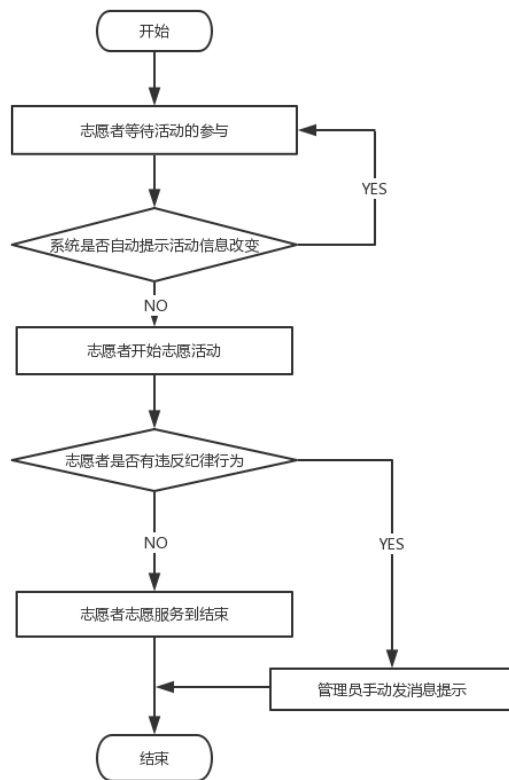 开始
志愿者等待活动的参与
YES
系统是否自动提示活动信息改变
NO
志愿者开始志愿活动
志愿者是否有违反纪律行为
NO
YES
志愿者志愿服务到结束
管理员手动发消息提示
结束